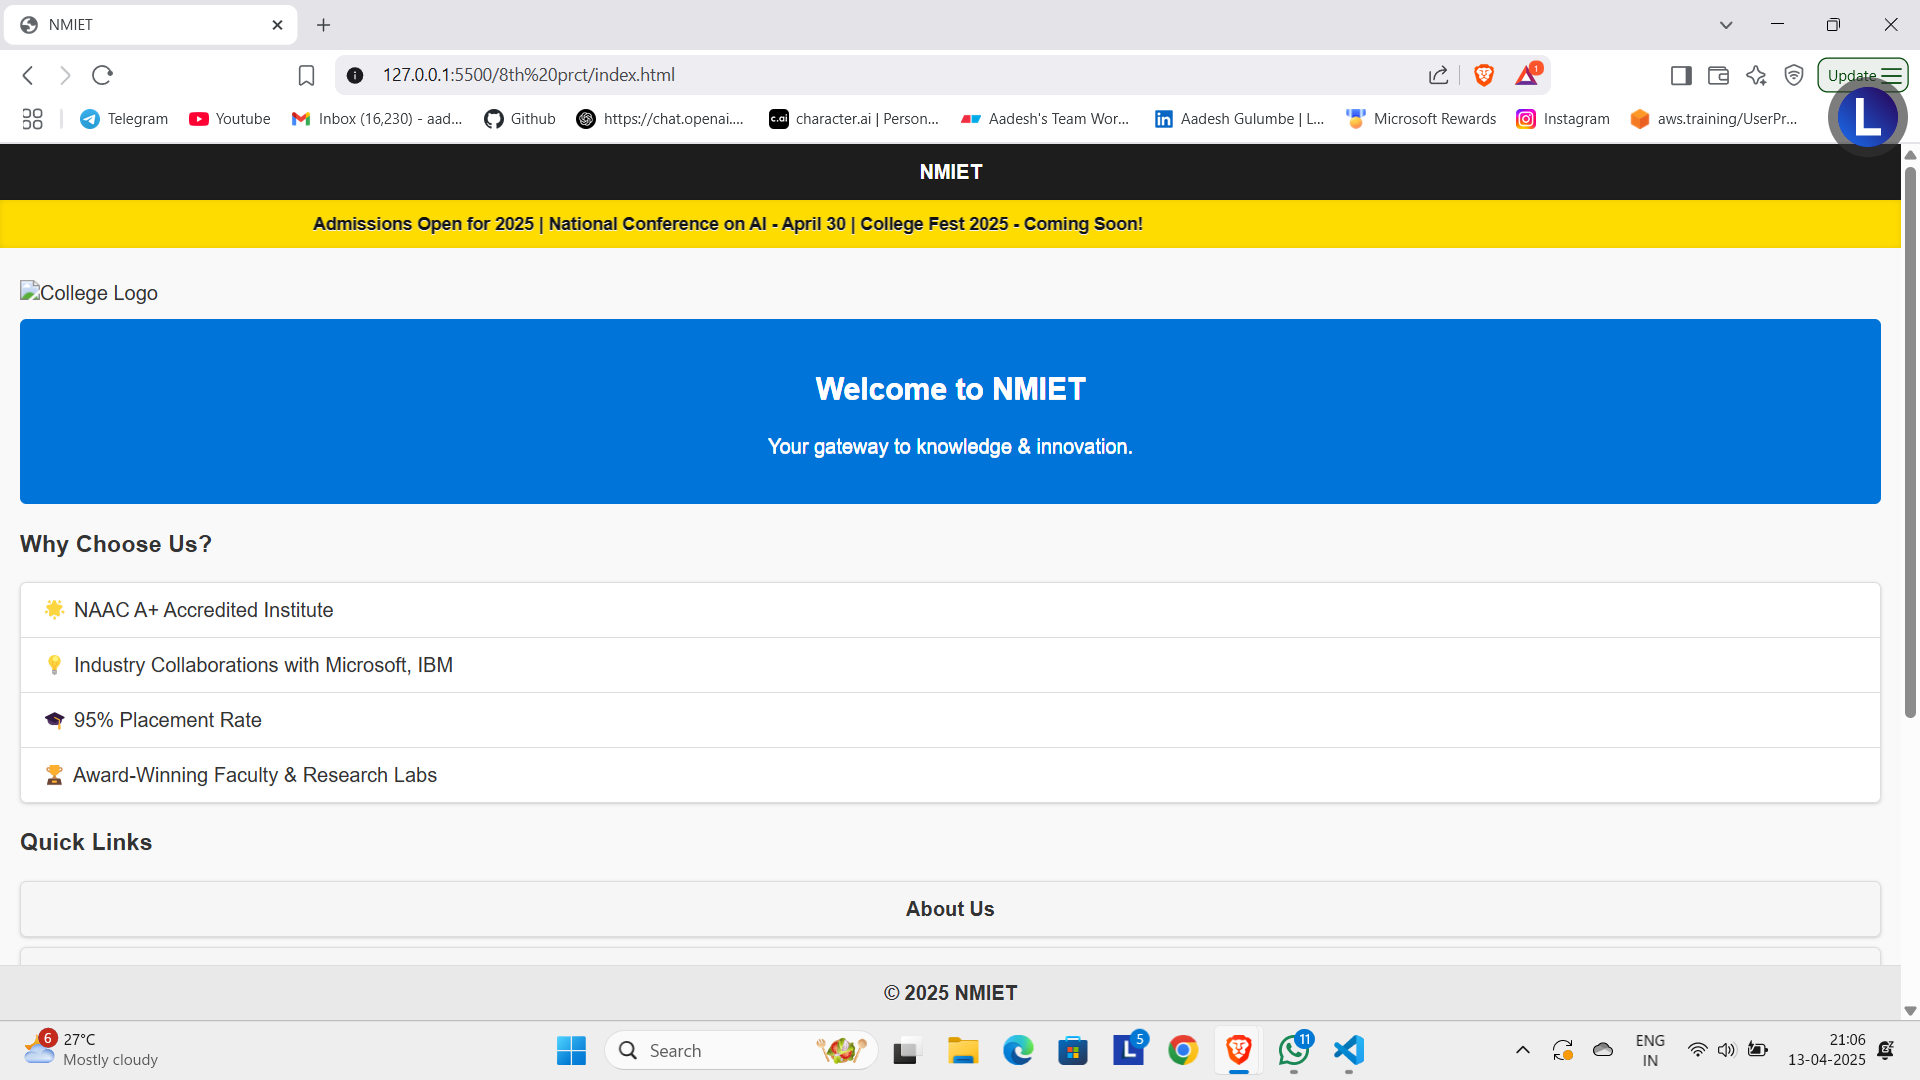 NMIET
127.0.0.1:5500/8th%20prct/index.html
1
Update
Telegram
Youtube
Inbox (16,230) - aad...
Github
https://chat.openai....
c.ai
character.ai | Person...
Aadesh's Team Wor...
Aadesh Gulumbe | L...
Microsoft Rewards
Instagram
aws.training/UserPr...
L
NMIET
Admissions Open for 2025 | National Conference on AI - April 30 | College Fest 2025 - Coming Soon!
College Logo
Welcome to NMIET
Your gateway to knowledge & innovation.
Why Choose Us?
NAAC A+ Accredited Institute
Industry Collaborations with Microsoft, IBM
95% Placement Rate
Award-Winning Faculty & Research Labs
Quick Links
About Us
© 2025 NMIET
6
27°C
Mostly cloudy
Search
L
5
11
ENG
IN
21:06
13-04-2025